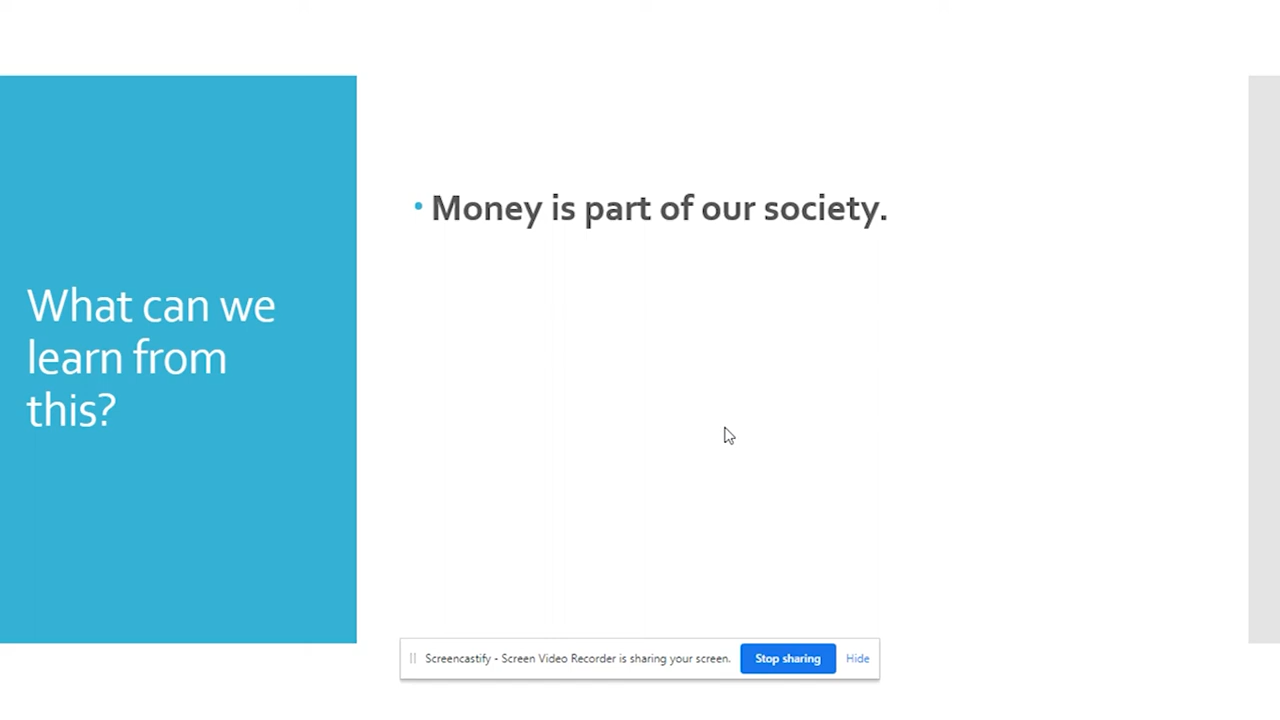 What can we
learn from
this?
• Money is part of our society.
Screencastify - Screen Video Recorder is sharing your screen. Stop sharing Hide